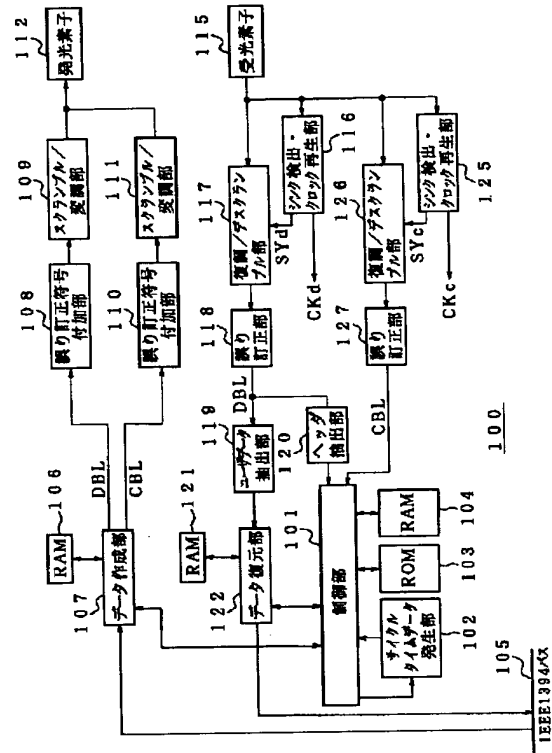 112
発光素子
115
受光素子
109
スクランブル／
変調部
111
スクランブル／
変調部
117
復調／デスクラン
ブル部
シンク検出・
クロック再生部
116
126
復調／デスクラン
ブル部
シンク検出・
クロック再生部
125
SYd
CKd
SYc
CKc
108
誤り訂正符号
付加部
110
誤り訂正符号
付加部
118
誤り
訂正部
127
誤り
訂正部
DBL
CBL
DBL
CBL
119
ユーザデータ
抽出部
120
ヘッダ
抽出部
100
106
RAM
107
データ作成部
121
RAM
122
データ復元部
101
制御部
RAM
104
ROM
103
サイクル
タイムデータ
発生部
102
105
IEEE1394バス